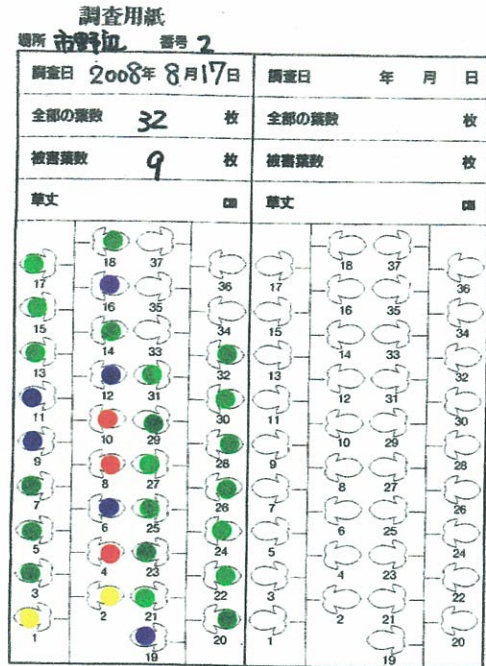 調査用紙
場所 市野辺 番号 2
調査日 2008年 8月17日 調査日 年 月 日
全部の葉数 32 枚 全部の葉数 枚
被害葉数 9 枚 被害葉数 枚
草丈 cm 草丈 cm
18 37 18 37
17 36 17 36
16 35 16 35
15 34 15 34
14 33 14 33
13 32 13 32
12 31 12 31
11 30 11 30
10 29 10 29
9 28 9 28
8 27 8 27
7 26 7 26
6 25 6 25
5 24 5 24
4 23 4 23
3 22 3 22
2 21 2 21
1 20 1 20
19 19